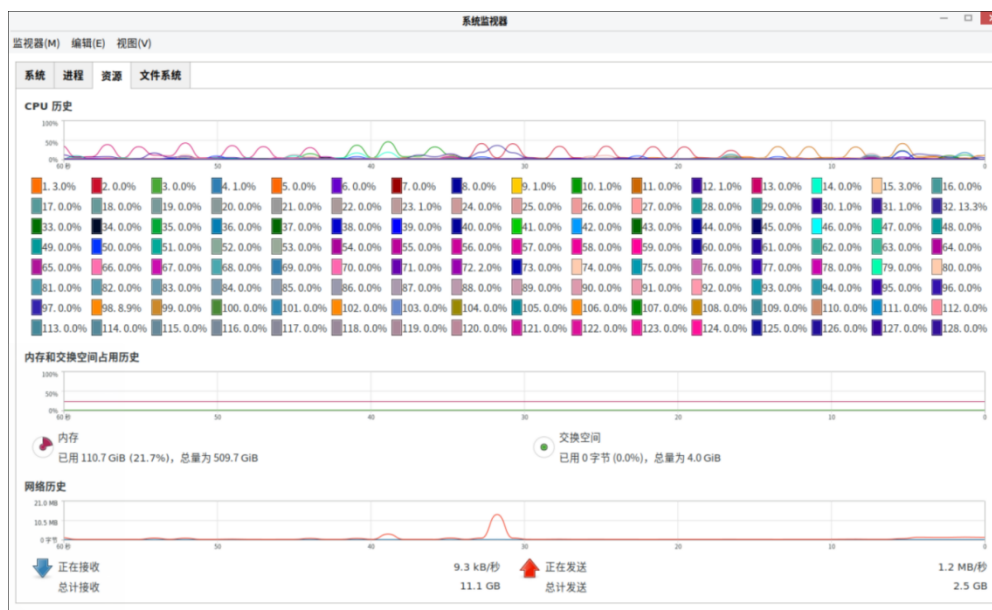 系统监视器
监视器(M) 编辑(E) 视图(V)
系统 进程 资源 文件系统
CPU 历史
100%
50%
0%
60 秒 50 40 30 20 10 0
1. 3.0% 2. 0.0% 3. 0.0% 4. 1.0% 5. 0.0% 6. 0.0% 7. 0.0% 8. 0.0% 9. 1.0% 10. 1.0% 11. 0.0% 12. 1.0% 13. 0.0% 14. 0.0% 15. 3.0% 16. 0.0%
17. 0.0% 18. 0.0% 19. 0.0% 20. 0.0% 21. 0.0% 22. 0.0% 23. 1.0% 24. 0.0% 25. 0.0% 26. 0.0% 27. 0.0% 28. 0.0% 29. 0.0% 30. 1.0% 31. 1.0% 32. 13.3%
33. 0.0% 34. 0.0% 35. 0.0% 36. 0.0% 37. 0.0% 38. 0.0% 39. 0.0% 40. 0.0% 41. 0.0% 42. 0.0% 43. 0.0% 44. 0.0% 45. 0.0% 46. 0.0% 47. 0.0% 48. 0.0%
49. 0.0% 50. 0.0% 51. 0.0% 52. 0.0% 53. 0.0% 54. 0.0% 55. 0.0% 56. 0.0% 57. 0.0% 58. 0.0% 59. 0.0% 60. 0.0% 61. 0.0% 62. 0.0% 63. 0.0% 64. 0.0%
65. 0.0% 66. 0.0% 67. 0.0% 68. 0.0% 69. 0.0% 70. 0.0% 71. 0.0% 72. 2.0% 73. 0.0% 74. 0.0% 75. 0.0% 76. 0.0% 77. 0.0% 78. 0.0% 79. 0.0% 80. 0.0%
81. 0.0% 82. 0.0% 83. 0.0% 84. 0.0% 85. 0.0% 86. 0.0% 87. 0.0% 88. 0.0% 89. 0.0% 90. 0.0% 91. 0.0% 92. 0.0% 93. 0.0% 94. 0.0% 95. 0.0% 96. 0.0%
97. 0.0% 98. 8.9% 99. 0.0% 100. 0.0% 101. 0.0% 102. 0.0% 103. 0.0% 104. 0.0% 105. 0.0% 106. 0.0% 107. 0.0% 108. 0.0% 109. 0.0% 110. 0.0% 111. 0.0% 112. 0.0%
113. 0.0% 114. 0.0% 115. 0.0% 116. 0.0% 117. 0.0% 118. 0.0% 119. 0.0% 120. 0.0% 121. 0.0% 122. 0.0% 123. 0.0% 124. 0.0% 125. 0.0% 126. 0.0% 127. 0.0% 128. 0.0%
内存和交换空间占用历史
100%
50%
0%
60 秒 50 40 30 20 10 0
内存 交换空间
已用 110.7 GiB (21.7%)，总量为 509.7 GiB 已用 0 字节 (0.0%)，总量为 4.0 GiB
网络历史
21.0 MB
10.5 MB
0 字节
60 秒 50 40 30 20 10 0
正在接收 9.3 kB/秒 正在发送 1.2 MB/秒
总计接收 11.1 GB 总计发送 2.5 GB